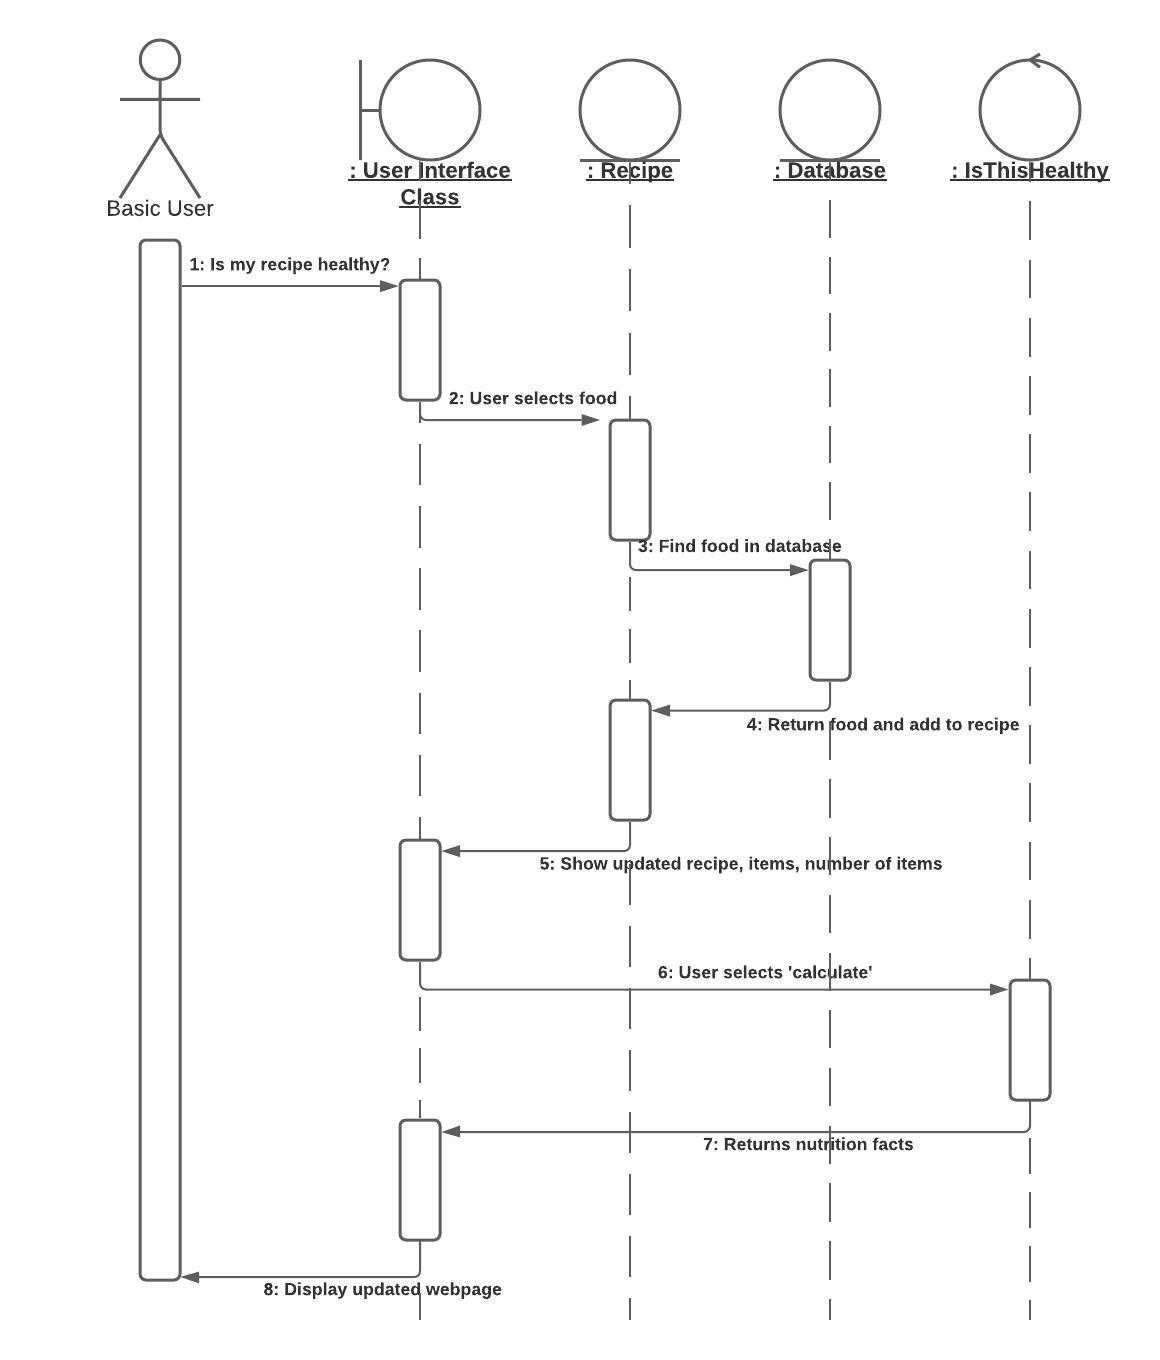 : User Interface
Class
: Recipe
: Database
: IsThisHealthy
Basic User
1: Is my recipe healthy?
2: User selects food
3: Find food in database
4: Return food and add to recipe
5: Show updated recipe, items, number of items
6: User selects 'calculate'
7: Returns nutrition facts
8: Display updated webpage